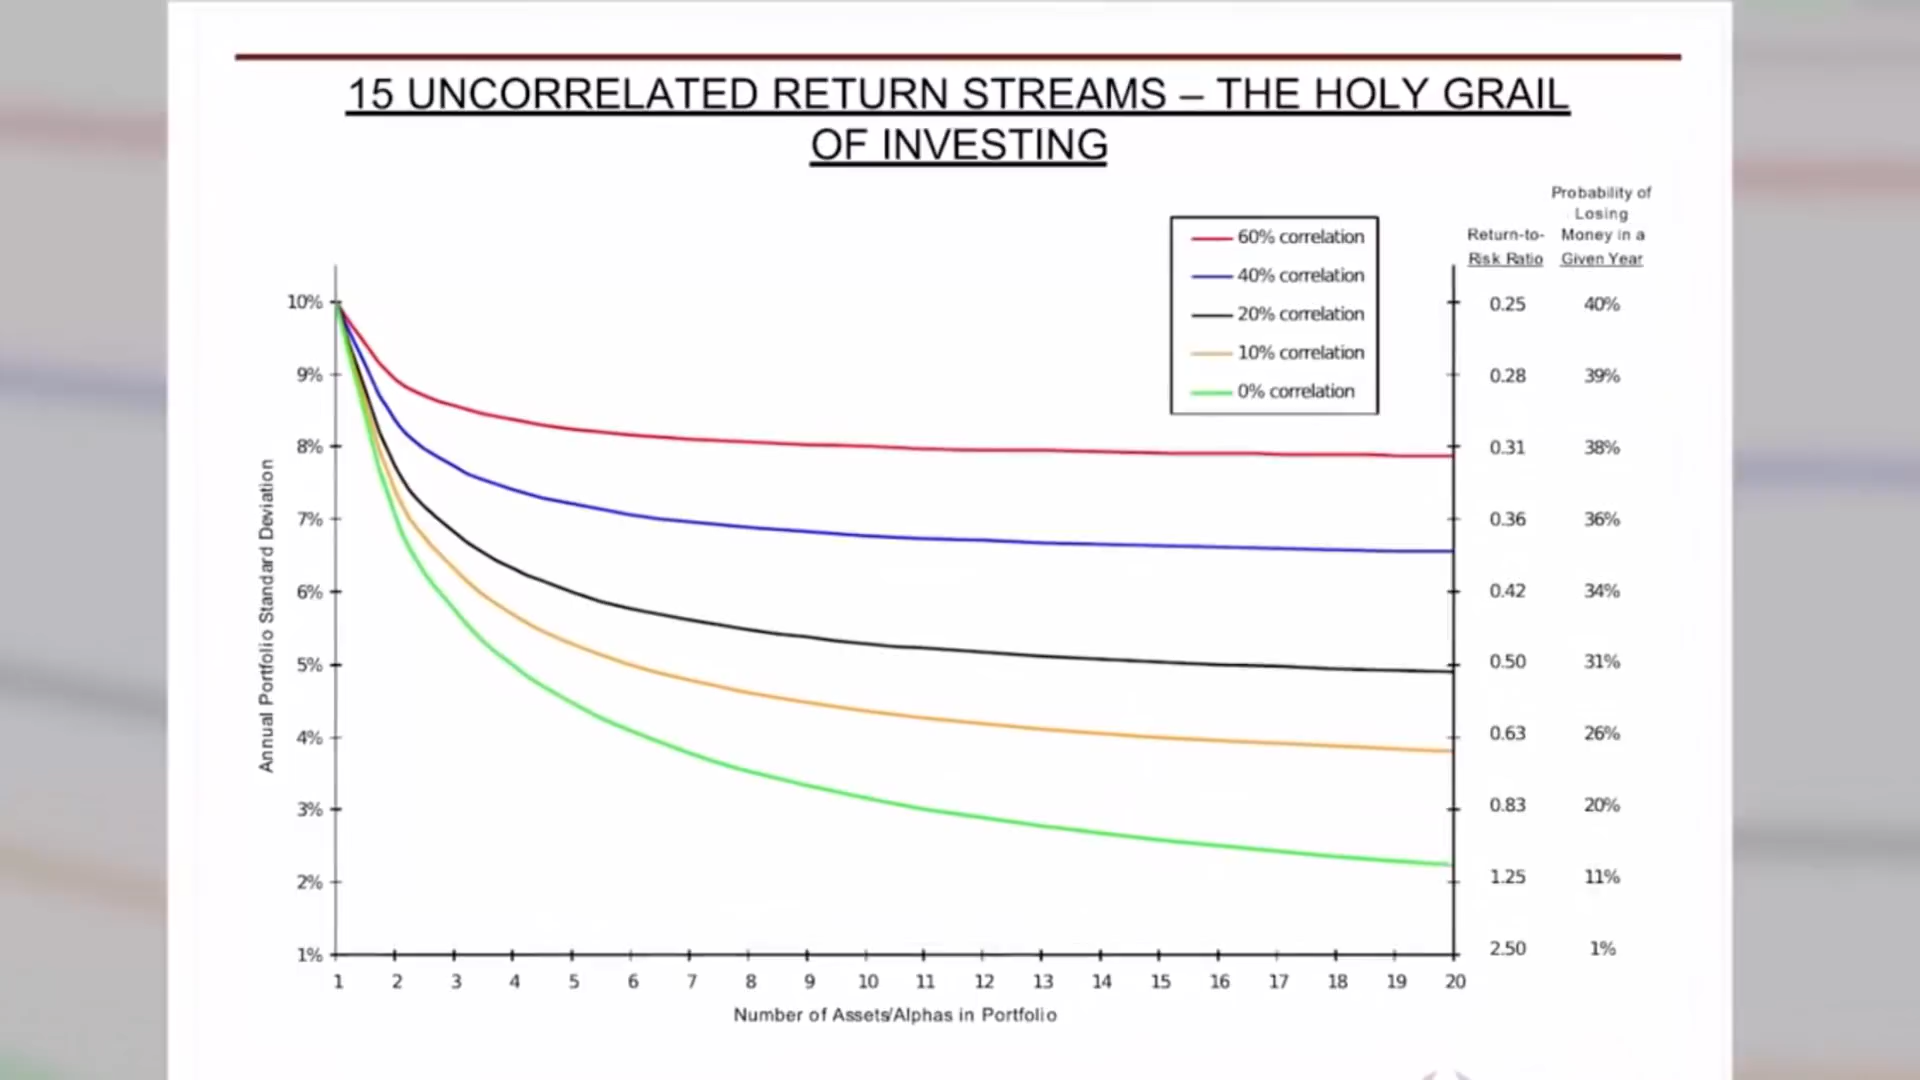 15 UNCORRELATED RETURN STREAMS – THE HOLY GRAIL
OF INVESTING
Probability of
Losing
Return-to- Money in a
Risk Ratio Given Year
60% correlation
40% correlation
20% correlation
10% correlation
0% correlation
Annual Portfolio Standard Deviation
10% 0.25 40%
9% 0.28 39%
8% 0.31 38%
7% 0.36 36%
6% 0.42 34%
5% 0.50 31%
4% 0.63 26%
3% 0.83 20%
2% 1.25 11%
1% 2.50 1%
1 2 3 4 5 6 7 8 9 10 11 12 13 14 15 16 17 18 19 20
Number of Assets/Alphas in Portfolio